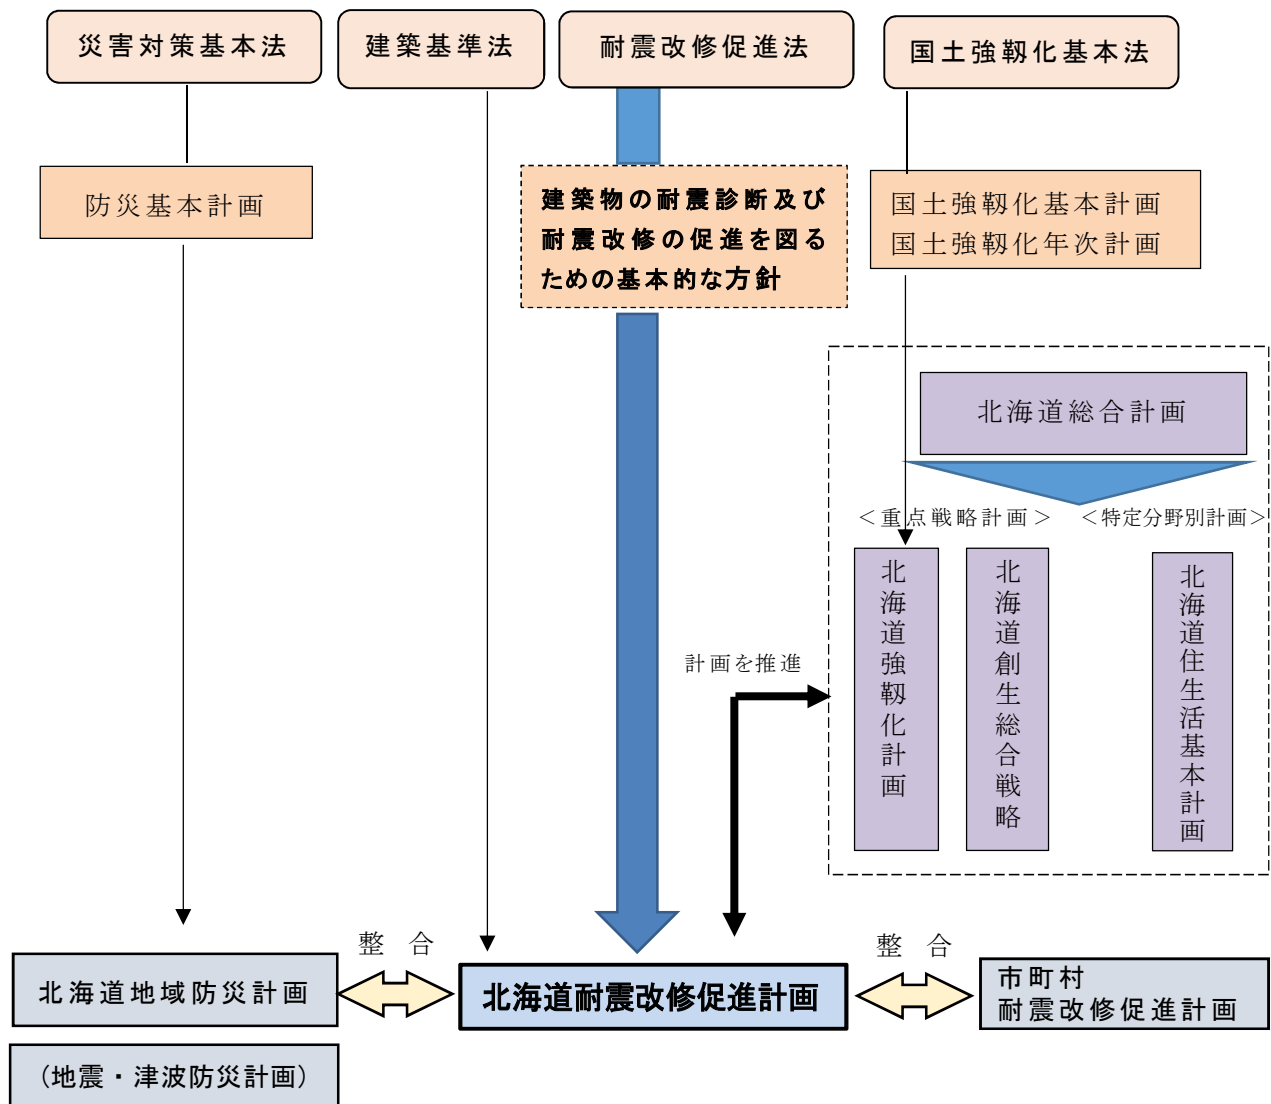 災害対策基本法
建築基準法
耐震改修促進法
国土強靱化基本法
防災基本計画
建築物の耐震診断及び
耐震改修の促進を図る
ための基本的な方針
国土強靱化基本計画
国土強靱化年次計画
北海道総合計画
＜重点戦略計画＞
＜特定分野別計画＞
北海道強靱化計画
北海道創生総合戦略
北海道住生活基本計画
計画を推進
整　合
整　合
北海道地域防災計画
北海道耐震改修促進計画
市町村
耐震改修促進計画
（地震・津波防災計画）